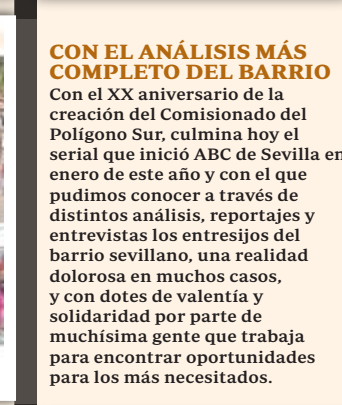 CON EL ANÁLISIS MÁS
COMPLETO DEL BARRIO
Con el XX aniversario de la
creación del Comisionado del
Polígono Sur, culmina hoy el
serial que inició ABC de Sevilla en
enero de este año y con el que
pudimos conocer a través de
distintos análisis, reportajes y
entrevistas los entresijos del
barrio sevillano, una realidad
dolorosa en muchos casos,
y con dotes de valentía y
solidaridad por parte de
muchísima gente que trabaja
para encontrar oportunidades
para los más necesitados.